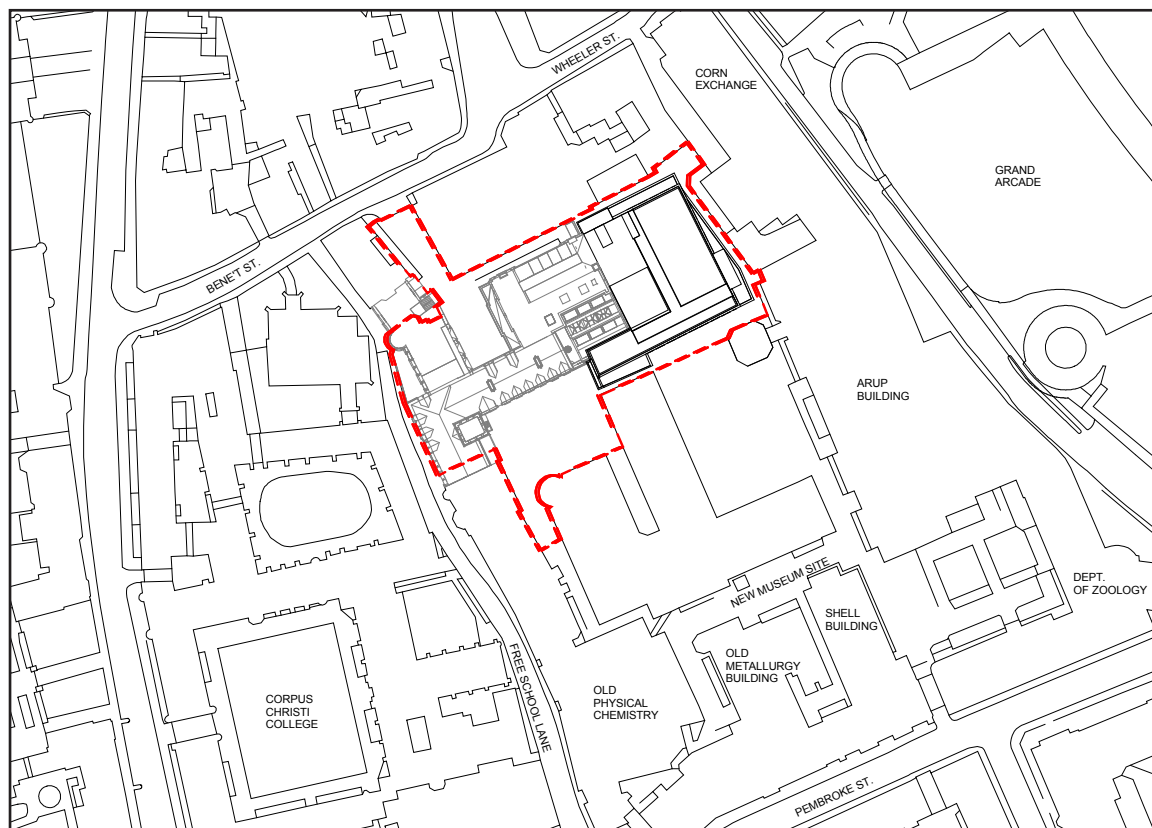 WHEELER ST.
CORN
EXCHANGE
GRAND
ARCADE
BENE'T ST.
ARUP
BUILDING
NEW MUSEUM SITE
DEPT.
OF ZOOLOGY
SHELL
BUILDING
OLD
METALLURGY
BUILDING
FREE SCHOOL LANE
OLD
PHYSICAL
CHEMISTRY
CORPUS
CHRISTI
COLLEGE
PEMBROKE ST.